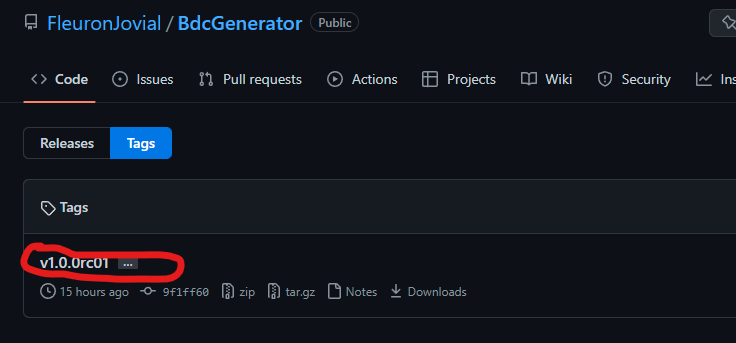 FleuronJovial / BdcGenerator Public
Code Issues Pull requests Actions Projects Wiki Security
Releases Tags
Tags
v1.0.0rc01 ...
15 hours ago 9f1ff60 zip tar.gz Notes Downloads